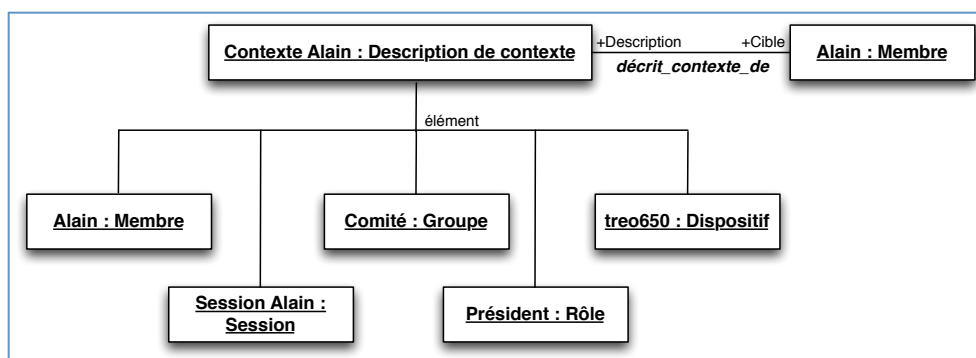 Contexte Alain : Description de contexte
+Description
+Cible
décrit_contexte_de
Alain : Membre
élément
Alain : Membre
Comité : Groupe
treo650 : Dispositif
Session Alain :
Session
Président : Rôle